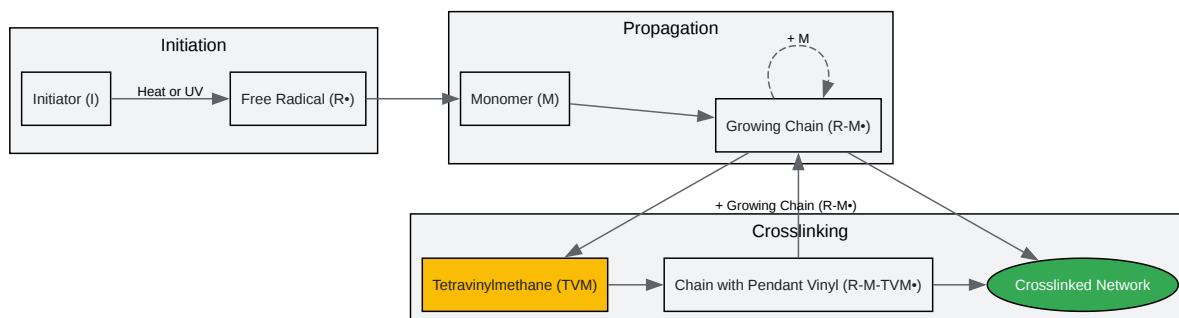 Initiation
Initiator (I)
Heat or UV
Free Radical (R•)
Propagation
Monomer (M)
+ M
Growing Chain (R-M•)
+ Growing Chain (R-M•)
Crosslinking
Tetravinylmethane (TVM)
Chain with Pendant Vinyl (R-M-TVM•)
Crosslinked Network